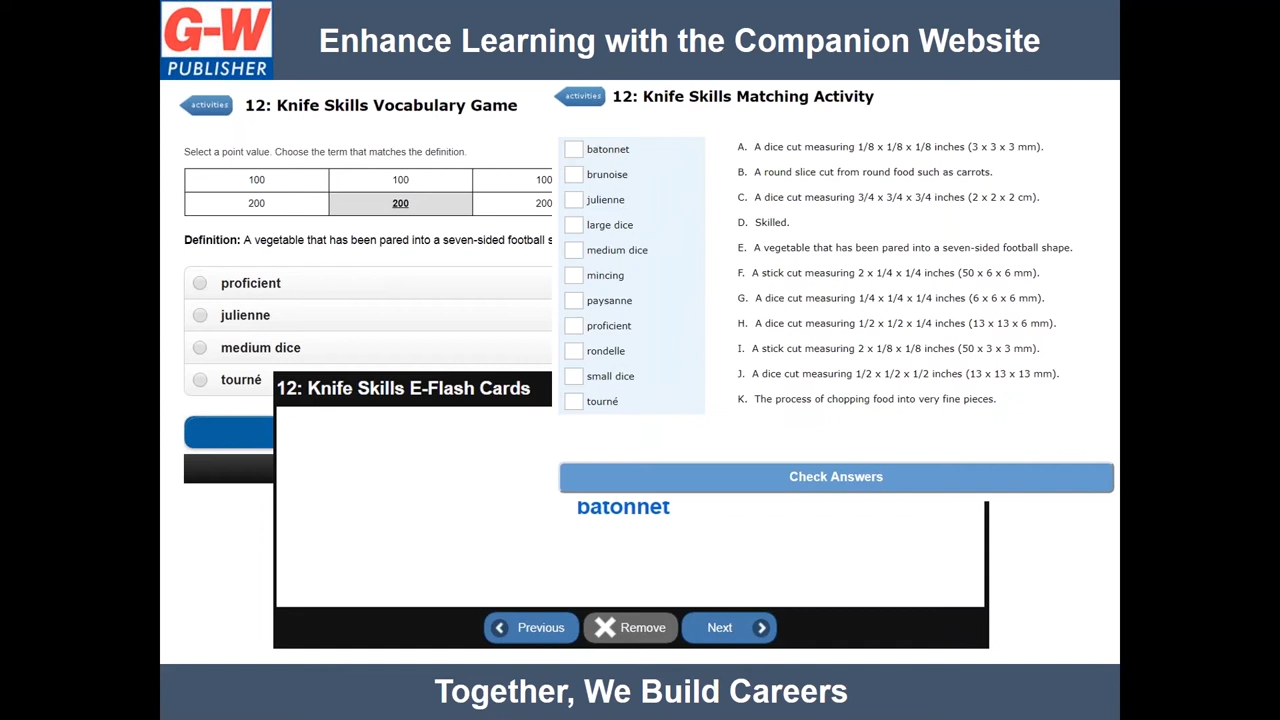 G-W
PUBLISHER
Enhance Learning with the Companion Website
activities
12: Knife Skills Vocabulary Game
Select a point value. Choose the term that matches the definition.
100 100 100
200 200 200
Definition: A vegetable that has been pared into a seven-sided football s
proficient
julienne
medium dice
tourné
activities
12: Knife Skills Matching Activity
batonnet
brunoise
julienne
large dice
medium dice
mincing
paysanne
proficient
rondelle
small dice
tourné
A. A dice cut measuring 1/8 x 1/8 x 1/8 inches (3 x 3 x 3 mm).
B. A round slice cut from round food such as carrots.
C. A dice cut measuring 3/4 x 3/4 x 3/4 inches (2 x 2 x 2 cm).
D. Skilled.
E. A vegetable that has been pared into a seven-sided football shape.
F. A stick cut measuring 2 x 1/4 x 1/4 inches (50 x 6 x 6 mm).
G. A dice cut measuring 1/4 x 1/4 x 1/4 inches (6 x 6 x 6 mm).
H. A dice cut measuring 1/2 x 1/2 x 1/4 inches (13 x 13 x 6 mm).
I. A stick cut measuring 2 x 1/8 x 1/8 inches (50 x 3 x 3 mm).
J. A dice cut measuring 1/2 x 1/2 x 1/2 inches (13 x 13 x 13 mm).
K. The process of chopping food into very fine pieces.
Check Answers
12: Knife Skills E-Flash Cards
batonnet
Previous
Remove
Next
Together, We Build Careers